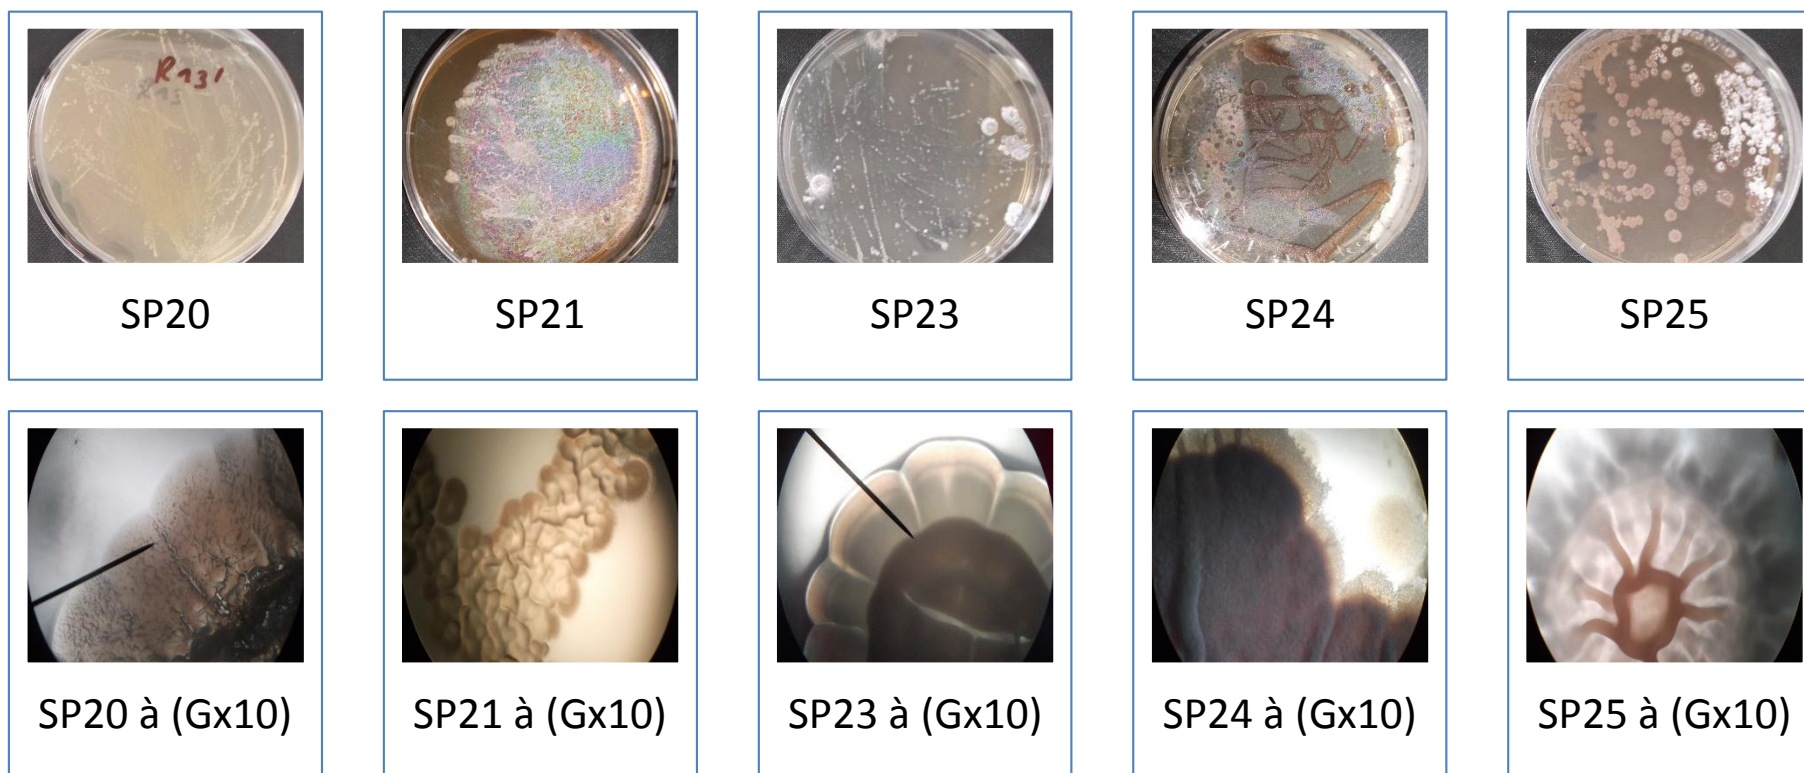 R131
SP20
SP21
SP23
SP24
SP25
SP20 à (Gx10)
SP21 à (Gx10)
SP23 à (Gx10)
SP24 à (Gx10)
SP25 à (Gx10)